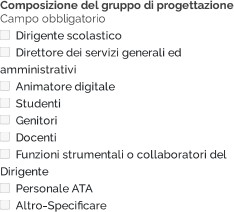 Composizione del gruppo di progettazione
Campo obbligatorio
Dirigente scolastico
Direttore dei servizi generali ed
amministrativi
Animatore digitale
Studenti
Genitori
Docenti
Funzioni strumentali o collaboratori del
Dirigente
Personale ATA
Altro-Specificare